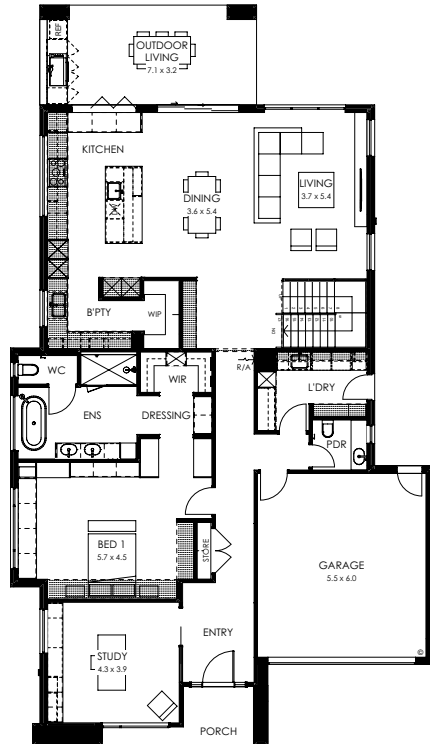 REF
OUTDOOR
LIVING
7.1 x 3.2
KITCHEN
LIVING
3.7 x 5.4
DINING
3.6 x 5.4
B'PTY
WIP
DN
R/A
WC
WIR
L'DRY
ENS
DRESSING
PDR
BED 1
5.7 x 4.5
STORE
GARAGE
5.5 x 6.0
ENTRY
STUDY
4.3 x 3.9
©
PORCH